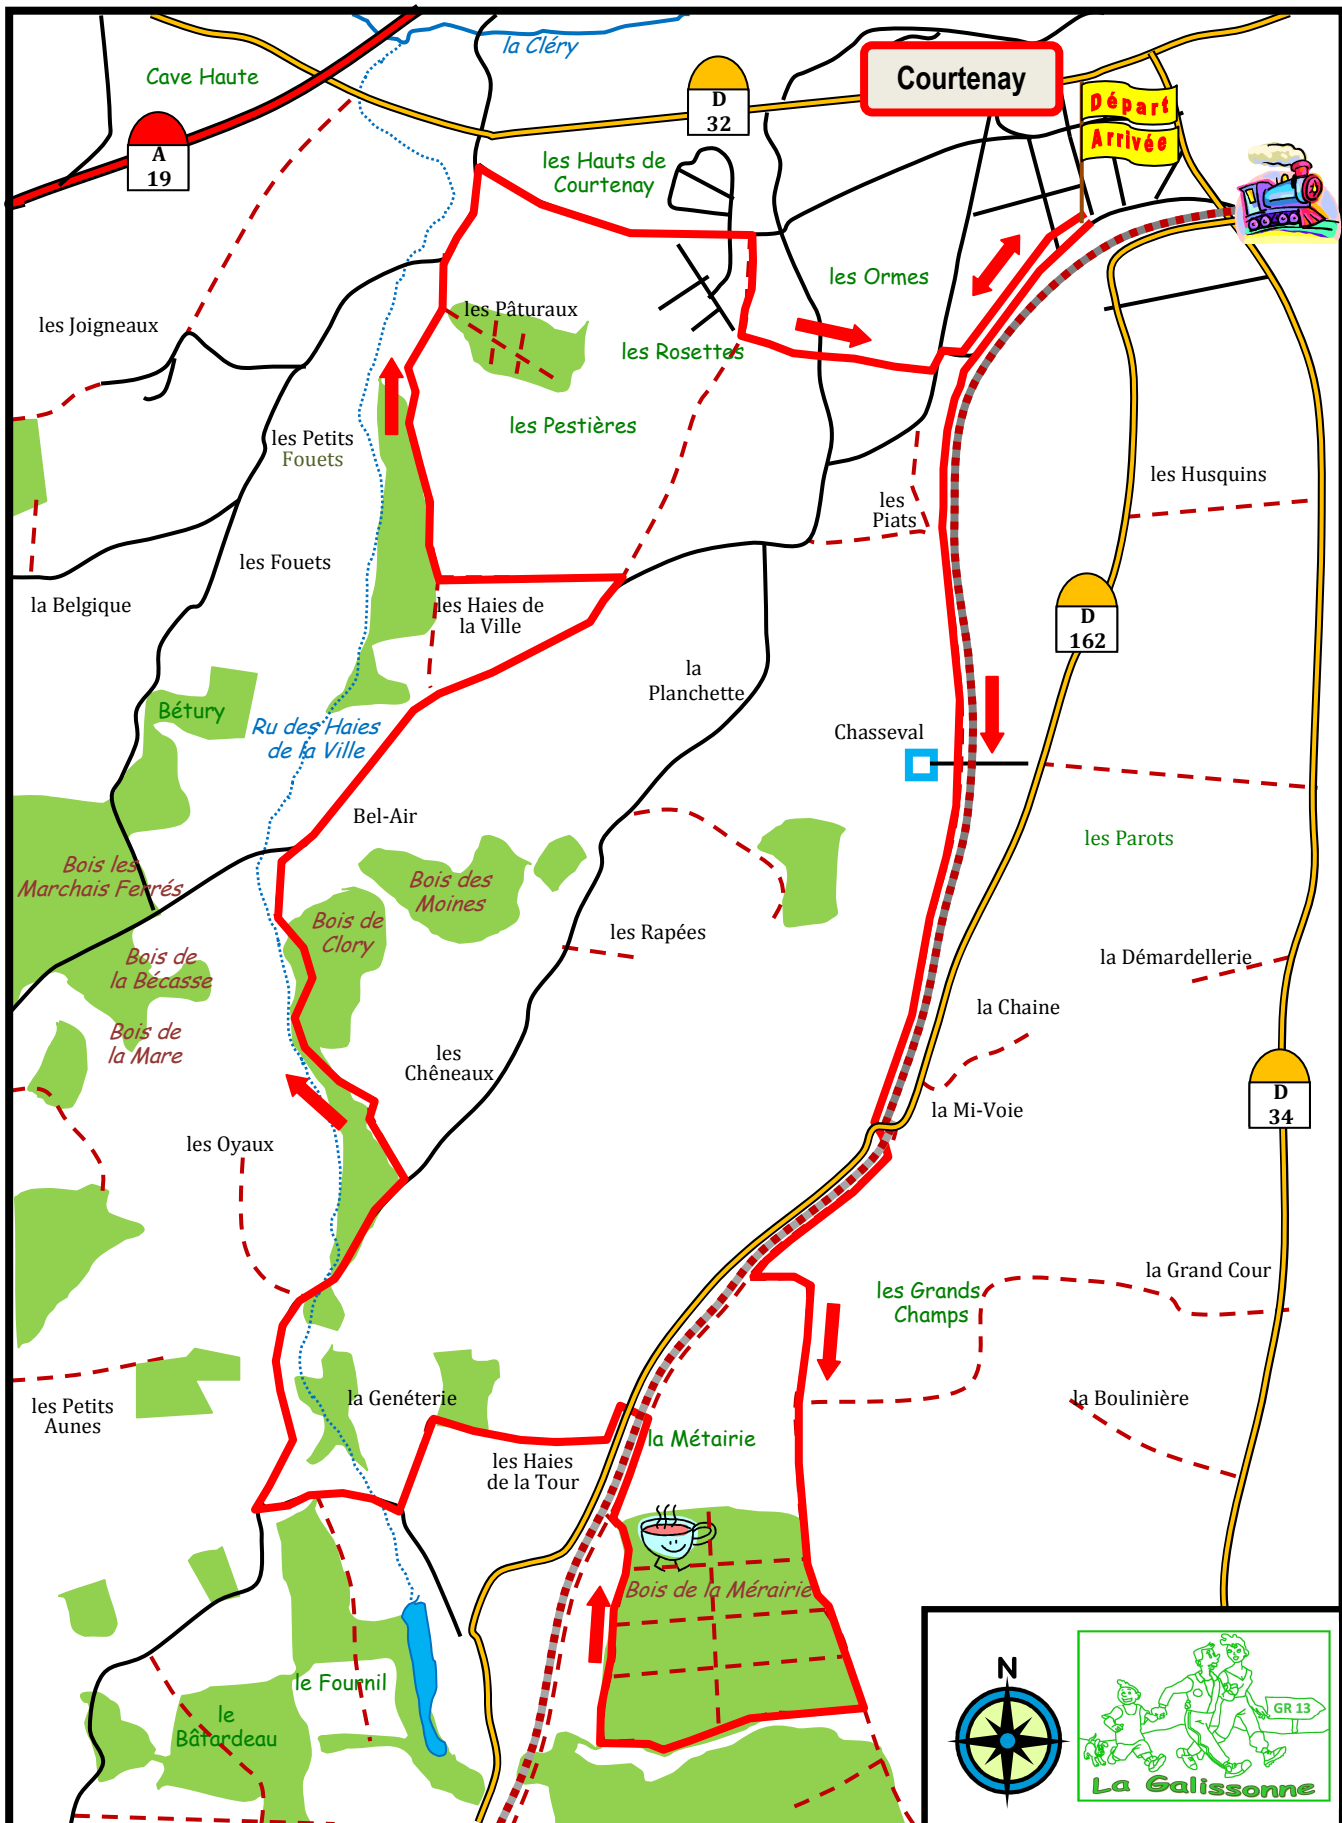 la Cléry
Cave Haute
D
32
Courtenay
Départ
Arrivée
A
19
les Hauts de
Courtenay
les Ormes
les Joigneaux
les Pâturaux
les Rosettes
les Pestières
les Petits
Fouets
les Husquins
les
Piats
les Fouets
la Belgique
les Haies de
la Ville
D
162
la
Planchette
Bétury
Ru des Haies
de la Ville
Chasseval
Bel-Air
les Parots
Bois les
Marchais Ferrés
Bois des
Moines
Bois de
Clory
les Rapées
Bois de
la Bécasse
la Démardellerie
la Chaine
Bois de
la Mare
les
Chêneaux
D
34
la Mi-Voie
les Oyaux
la Grand Cour
les Grands
Champs
les Petits
Aunes
la Genéterie
la Boulinière
la Métairie
les Haies
de la Tour
Bois de la Mérairie
le Fournil
le
Bâtardeau
N
GR 13
La Galissonne